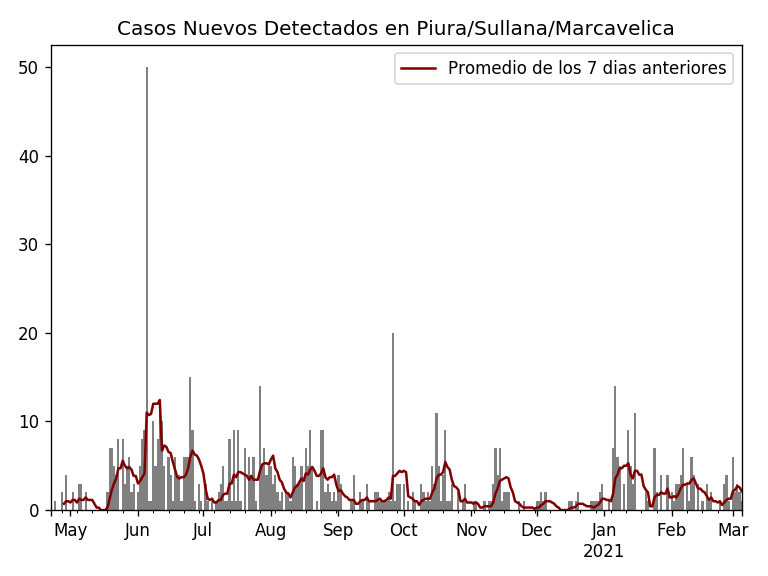 Casos Nuevos Detectados en Piura/Sullana/Marcavelica
Promedio de los 7 dias anteriores
50
40
30
20
10
0
May Jun Jul Aug Sep Oct Nov Dec Jan Feb Mar
2021